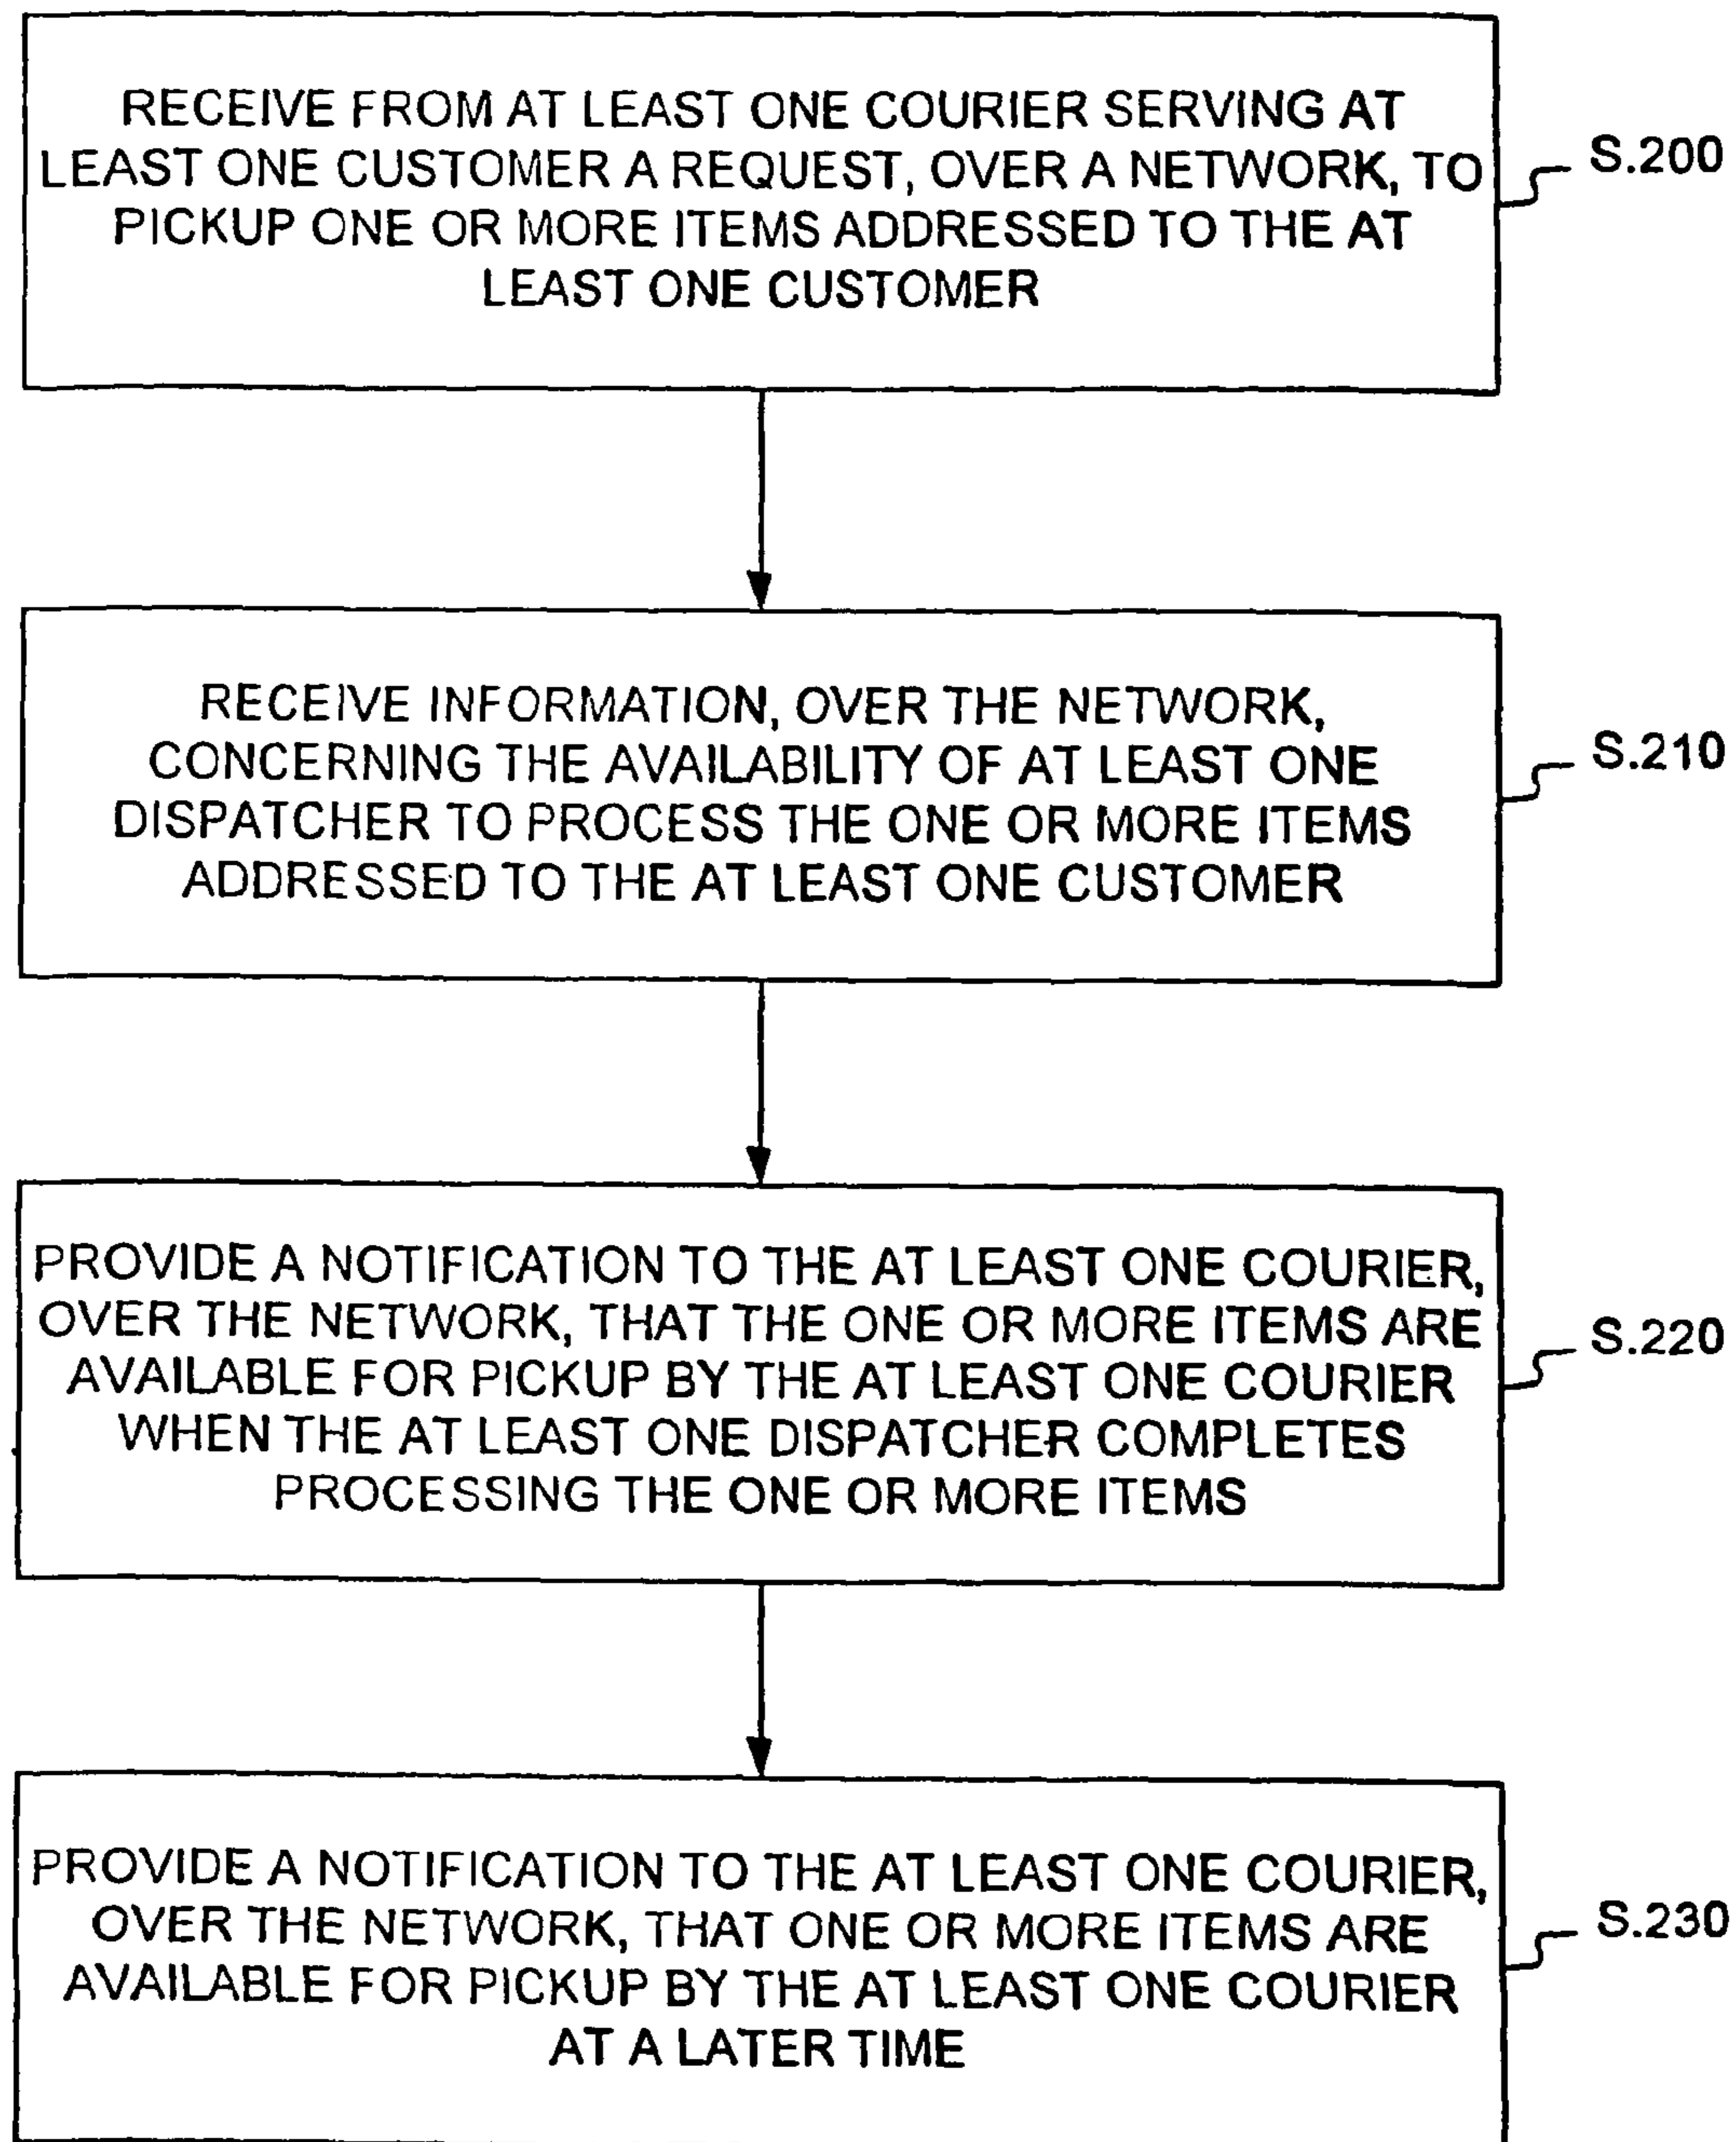 RECEIVE FROM AT LEAST ONE COURIER SERVING AT
LEAST ONE CUSTOMER A REQUEST, OVER A NETWORK, TO
PICKUP ONE OR MORE ITEMS ADDRESSED TO THE AT
LEAST ONE CUSTOMER
S.200
RECEIVE INFORMATION, OVER THE NETWORK,
CONCERNING THE AVAILABILITY OF AT LEAST ONE
DISPATCHER TO PROCESS THE ONE OR MORE ITEMS
ADDRESSED TO THE AT LEAST ONE CUSTOMER
S.210
PROVIDE A NOTIFICATION TO THE AT LEAST ONE COURIER,
OVER THE NETWORK, THAT THE ONE OR MORE ITEMS ARE
AVAILABLE FOR PICKUP BY THE AT LEAST ONE COURIER
WHEN THE AT LEAST ONE DISPATCHER COMPLETES
PROCESSING THE ONE OR MORE ITEMS
S.220
PROVIDE A NOTIFICATION TO THE AT LEAST ONE COURIER,
OVER THE NETWORK, THAT ONE OR MORE ITEMS ARE
AVAILABLE FOR PICKUP BY THE AT LEAST ONE COURIER
AT A LATER TIME
S.230